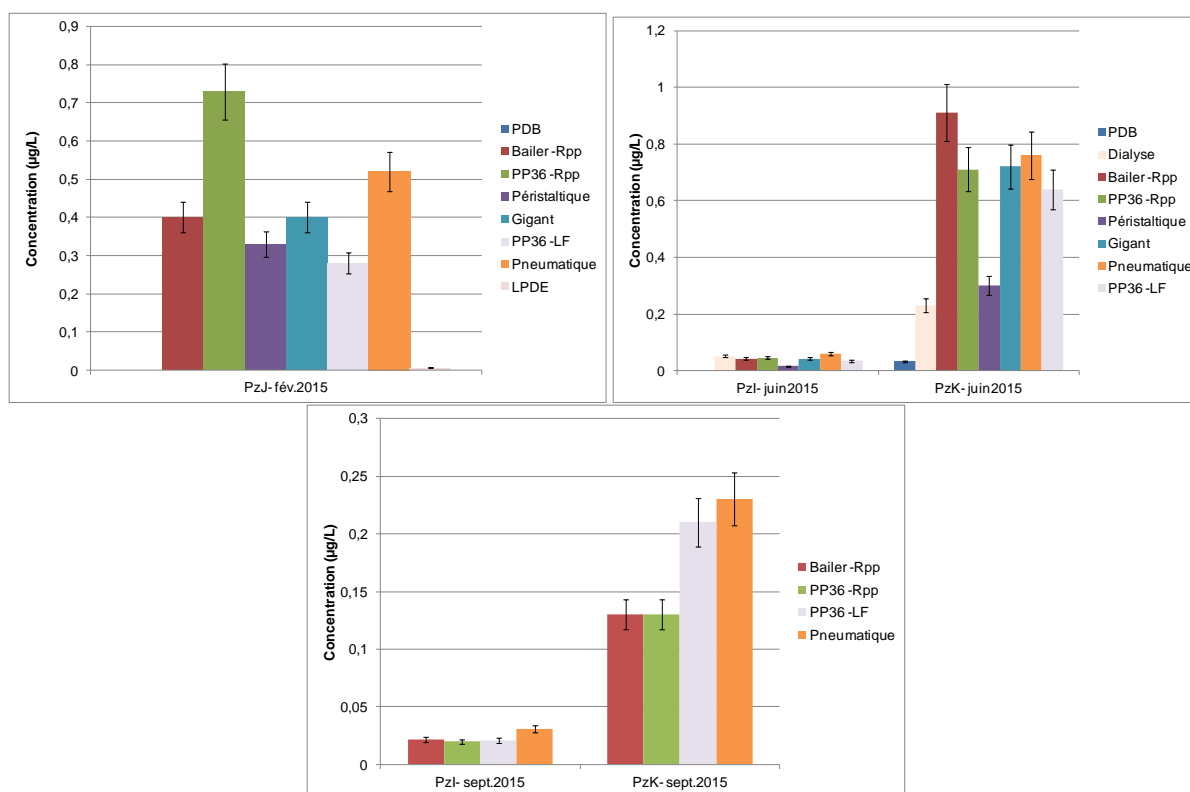 0,9
0,8
0,7
0,6
0,5
0,4
0,3
0,2
0,1
0
Concentration (µg/L)
PzJ- fév.2015
PDB
Bailer-Rpp
PP36-Rpp
Péristaltique
Gigant
PP36-LF
Pneumatique
LPDE
1,2
1
0,8
0,6
0,4
0,2
0
Concentration (µg/L)
PzI- juin2015
PzK- juin2015
PDB
Dialyse
Bailer-Rpp
PP36-Rpp
Péristaltique
Gigant
Pneumatique
PP36-LF
0,3
0,25
0,2
0,15
0,1
0,05
0
Concentration (µg/L)
PzI- sept.2015
PzK- sept.2015
Bailer-Rpp
PP36-Rpp
PP36-LF
Pneumatique